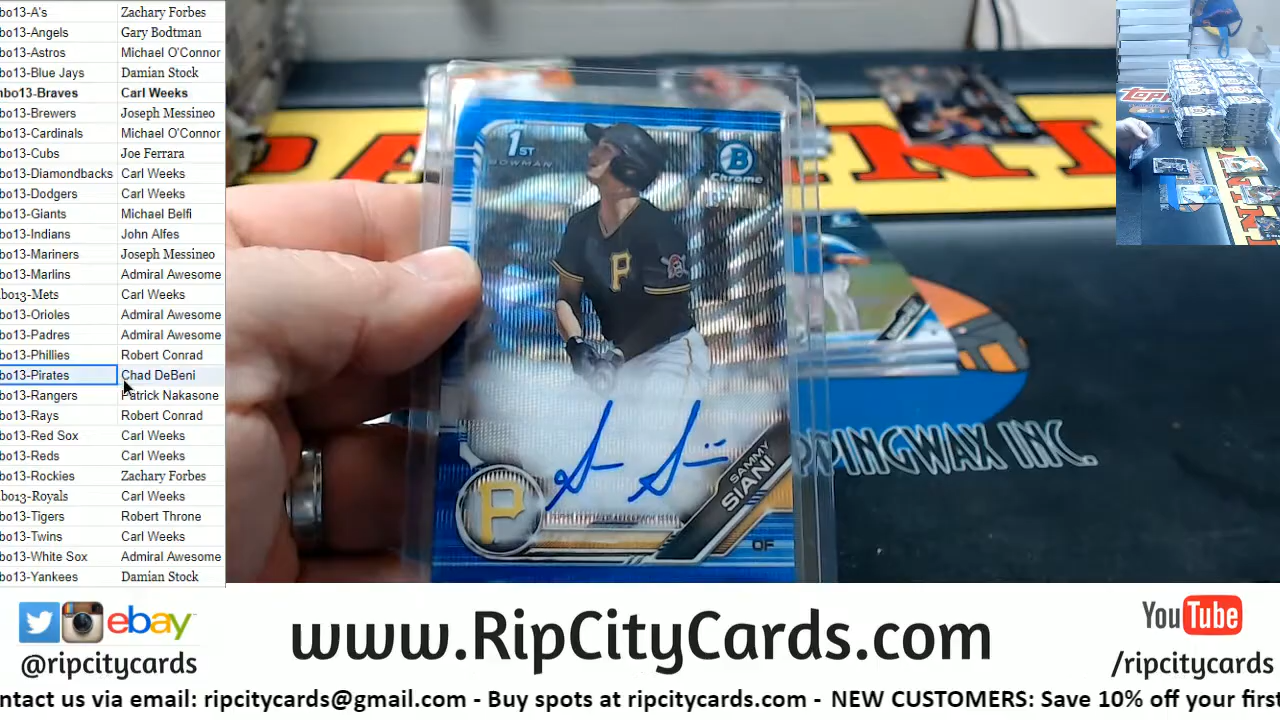 bo13-A's Zachary Forbes
bo13-Angels Gary Bodtman
bo13-Astros Michael O'Connor
bo13-Blue Jays Damian Stock
nbo13-Braves Carl Weeks
bo13-Brewers Joseph Messineo
bo13-Cardinals Michael O'Connor
bo13-Cubs Joe Ferrara
bo13-Diamondbacks Carl Weeks
bo13-Dodgers Carl Weeks
bo13-Giants Michael Belfi
bo13-Indians John Alfes
bo13-Mariners Joseph Messineo
bo13-Marlins Admiral Awesome
bo13-Mets Carl Weeks
bo13-Orioles Admiral Awesome
bo13-Padres Admiral Awesome
bo13-Phillies Robert Conrad
bo13-Pirates Chad DeBeni
bo13-Rangers Patrick Nakasone
bo13-Rays Robert Conrad
bo13-Red Sox Carl Weeks
bo13-Reds Carl Weeks
bo13-Rockies Zachary Forbes
bo13-Royals Carl Weeks
bo13-Tigers Robert Throne
bo13-Twins Carl Weeks
bo13-White Sox Admiral Awesome
bo13-Yankees Damian Stock
PANINI
TOPPS
1ST
BOWMAN
B
Chrome
P
P
SAMMY
SIANI
OF
PPINGWAX INC.
ebay
@ripcitycards
www.RipCityCards.com
YouTube
/ripcitycards
ntact us via email: ripcitycards@gmail.com - Buy spots at ripcitycards.com - NEW CUSTOMERS: Save 10% off your first